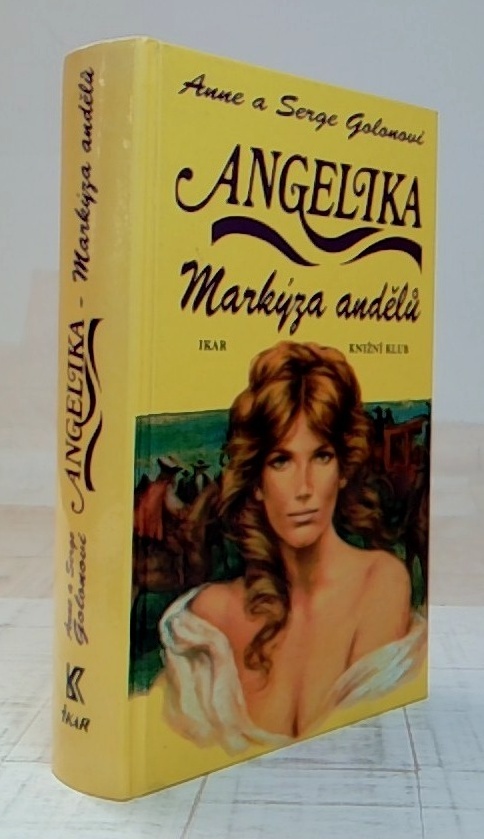 Anne a Serge Golonovi
ANGELIKA
Markýza andělů
IKAR
KNIŽNÍ KLUB
Anne a Serge
Golonovi
ANGELIKA - Markýza andělů
IKAR